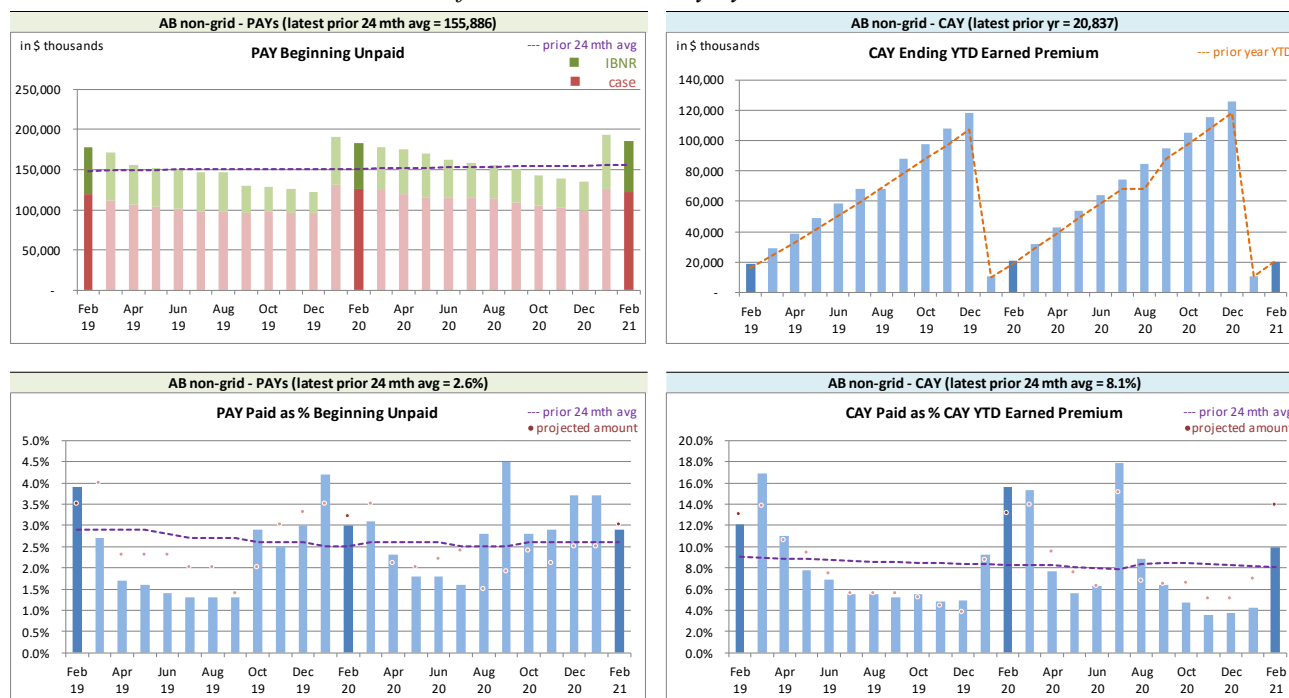 AB non-grid - PAYs (latest prior 24 mth avg = 155,886)
in $ thousands
PAY Beginning Unpaid
--- prior 24 mth avg
IBNR
case
250,000
200,000
150,000
100,000
50,000
-
Feb Apr Jun Aug Oct Dec Feb Apr Jun Aug Oct Dec Feb
19 19 19 19 19 19 20 20 20 20 20 20 21
AB non-grid - CAY (latest prior yr = 20,837)
in $ thousands
CAY Ending YTD Earned Premium
--- prior year YTD
140,000
120,000
100,000
80,000
60,000
40,000
20,000
-
Feb Apr Jun Aug Oct Dec Feb Apr Jun Aug Oct Dec Feb
19 19 19 19 19 19 20 20 20 20 20 20 21
AB non-grid - PAYs (latest prior 24 mth avg = 2.6%)
PAY Paid as % Beginning Unpaid
--- prior 24 mth avg
• projected amount
5.0%
4.5%
4.0%
3.5%
3.0%
2.5%
2.0%
1.5%
1.0%
0.5%
0.0%
Feb Apr Jun Aug Oct Dec Feb Apr Jun Aug Oct Dec Feb
19 19 19 19 19 19 20 20 20 20 20 20 21
AB non-grid - CAY (latest prior 24 mth avg = 8.1%)
CAY Paid as % CAY YTD Earned Premium
--- prior 24 mth avg
• projected amount
20.0%
18.0%
16.0%
14.0%
12.0%
10.0%
8.0%
6.0%
4.0%
2.0%
0.0%
Feb Apr Jun Aug Oct Dec Feb Apr Jun Aug Oct Dec Feb
19 19 19 19 19 19 20 20 20 20 20 20 21